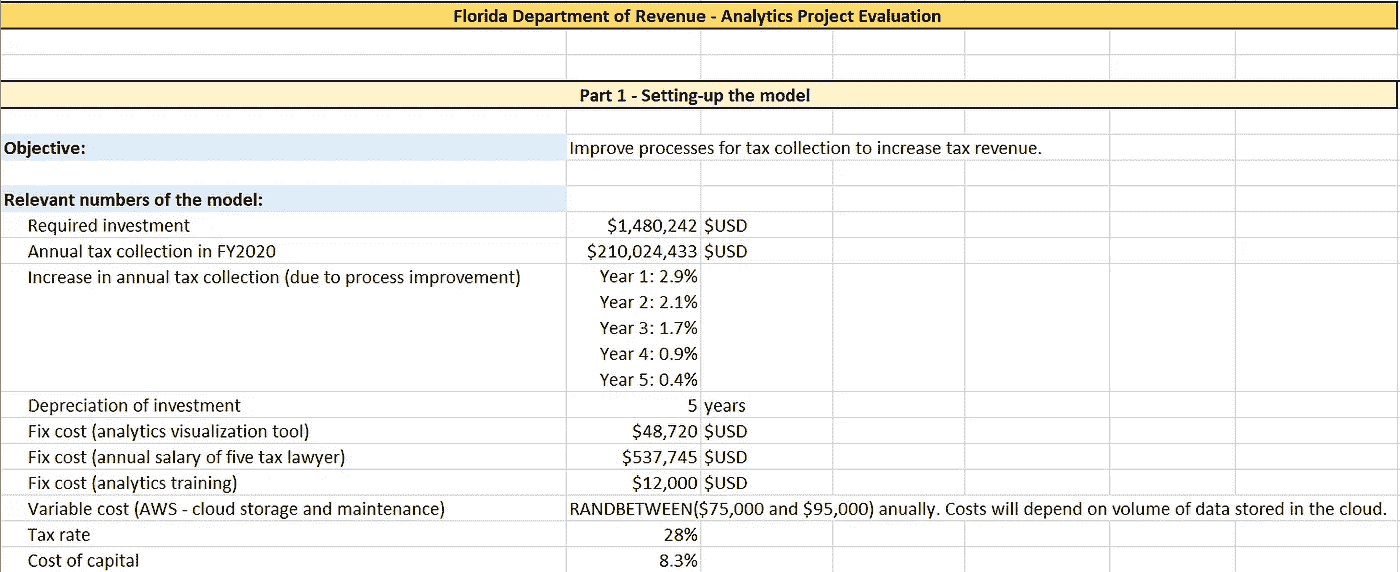 Florida Department of Revenue - Analytics Project Evaluation
Part 1 - Setting-up the model
Objective: Improve processes for tax collection to increase tax revenue.
Relevant numbers of the model:
Required investment $1,480,242 $USD
Annual tax collection in FY2020 $210,024,433 $USD
Increase in annual tax collection (due to process improvement) Year 1: 2.9%
Year 2: 2.1%
Year 3: 1.7%
Year 4: 0.9%
Year 5: 0.4%
Depreciation of investment 5 years
Fix cost (analytics visualization tool) $48,720 $USD
Fix cost (annual salary of five tax lawyer) $537,745 $USD
Fix cost (analytics training) $12,000 $USD
Variable cost (AWS - cloud storage and maintenance) RANDBETWEEN($75,000 and $95,000) anually. Costs will depend on volume of data stored in the cloud.
Tax rate 28%
Cost of capital 8.3%